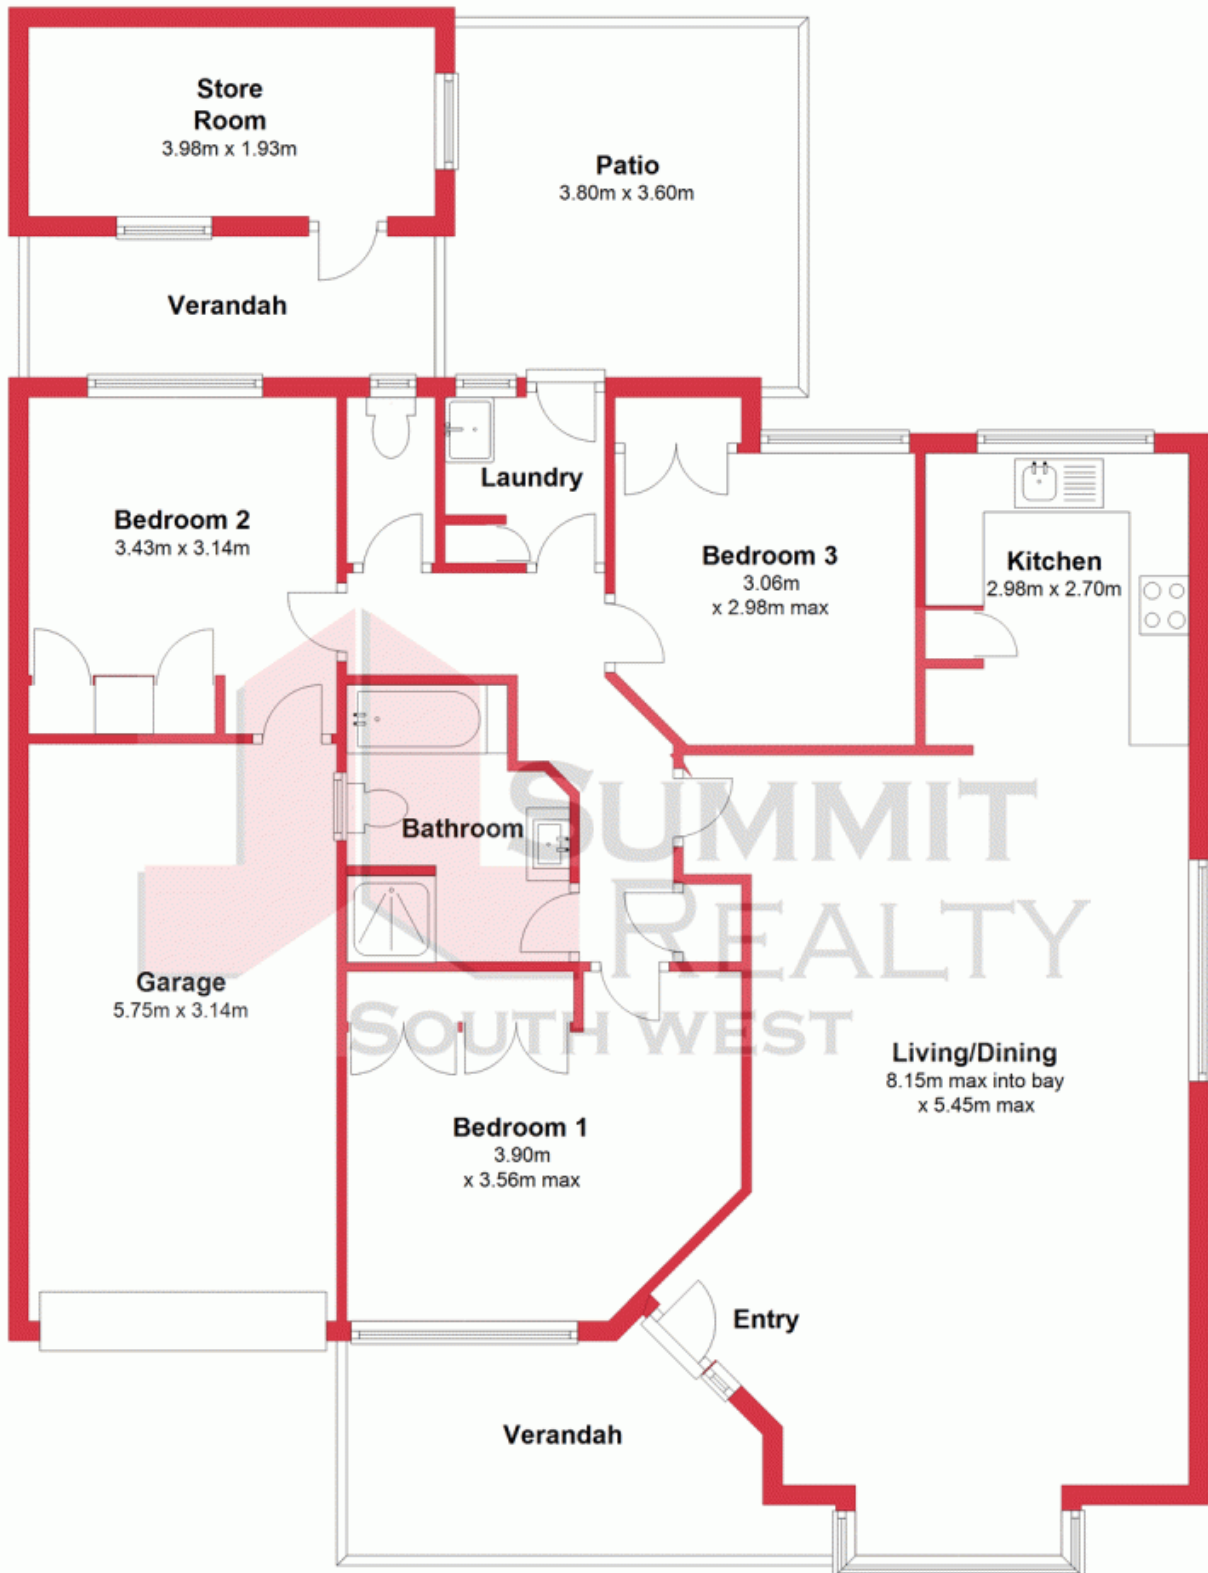 Store
Room
3.98m x 1.93m
Patio
3.80m x 3.60m
Verandah
Laundry
Bedroom 2
3.43m x 3.14m
Bedroom 3
3.06m
x 2.98m max
Kitchen
2.98m x 2.70m
SUMMIT
REALTY
SOUTH WEST
Bathroom
Garage
5.75m x 3.14m
Living/Dining
8.15m max into bay
x 5.45m max
Bedroom 1
3.90m
x 3.56m max
Entry
Verandah